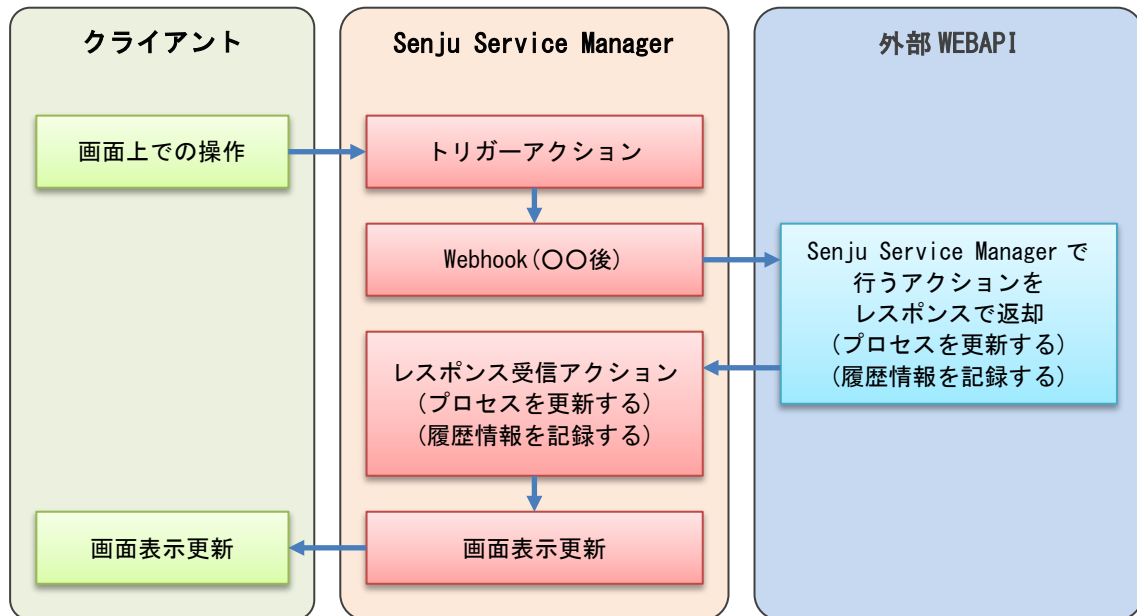 クライアント
Senju Service Manager
外部 WEBAPI
画面上での操作
トリガーアクション
Webhook(〇〇後)
Senju Service Manager で
行うアクションを
レスポンスで返却
(プロセスを更新する)
(履歴情報を記録する)
レスポンス受信アクション
(プロセスを更新する)
(履歴情報を記録する)
画面表示更新
画面表示更新